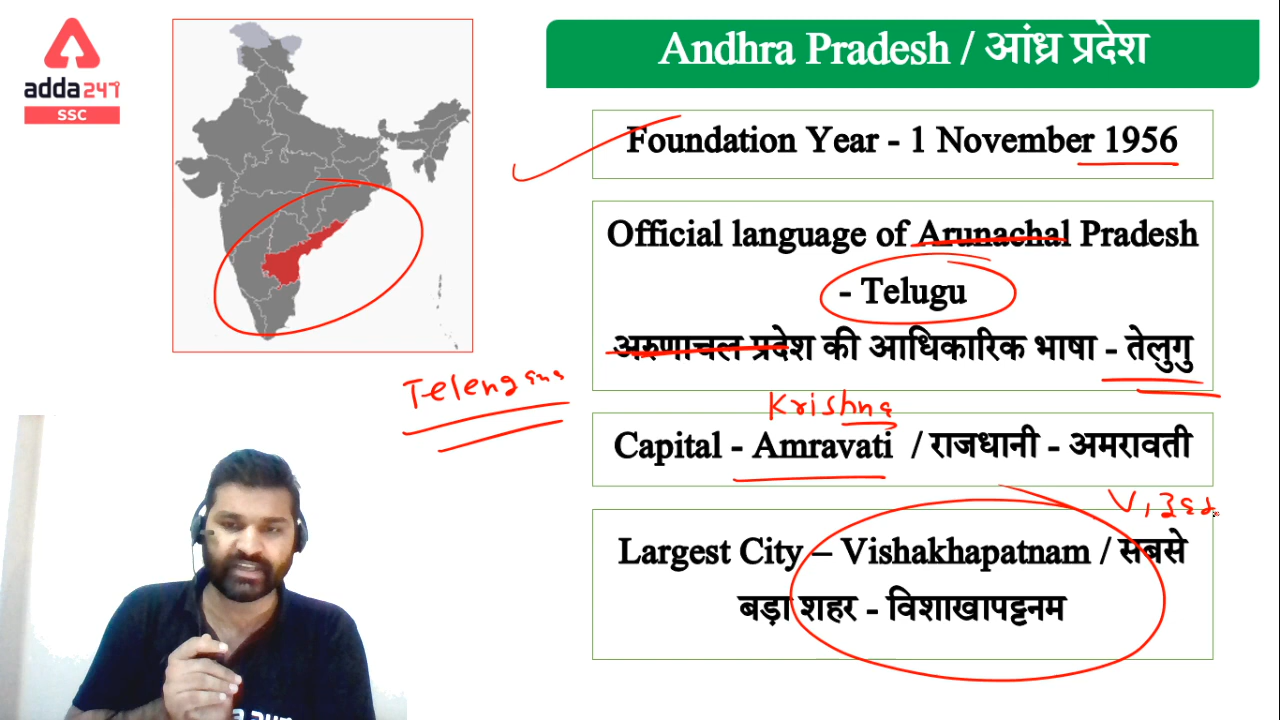 adda247
SSC
Andhra Pradesh / आंध्र प्रदेश
Foundation Year - 1 November 1956
Official language of Arunachal Pradesh
- Telugu
अरुणाचल प्रदेश की आधिकारिक भाषा - तेलुगु
Telengana
Krishna
Capital - Amravati / राजधानी - अमरावती
Largest City – Vishakhapatnam / सबसे
बड़ा शहर - विशाखापट्टनम